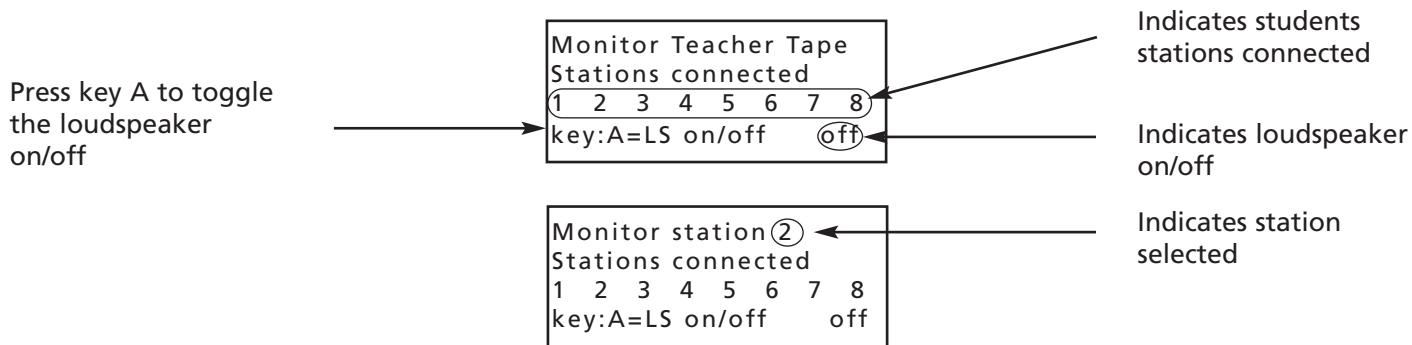 Press key A to toggle
the loudspeaker
on/off
Monitor Teacher Tape
Stations connected
1 2 3 4 5 6 7 8
key:A=LS on/off off
Indicates students
stations connected
Indicates loudspeaker
on/off
Monitor station 2
Stations connected
1 2 3 4 5 6 7 8
key:A=LS on/off off
Indicates station
selected